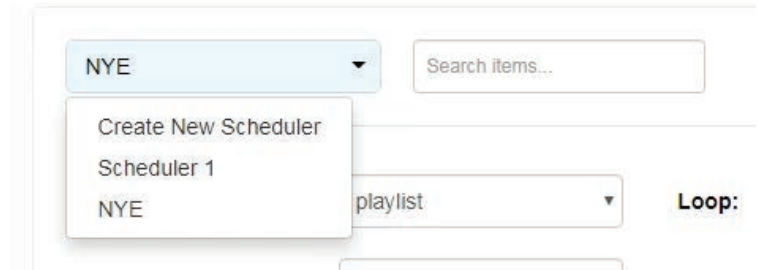 NYE
Search items...
Create New Scheduler
Scheduler 1
NYE
playlist
Loop: